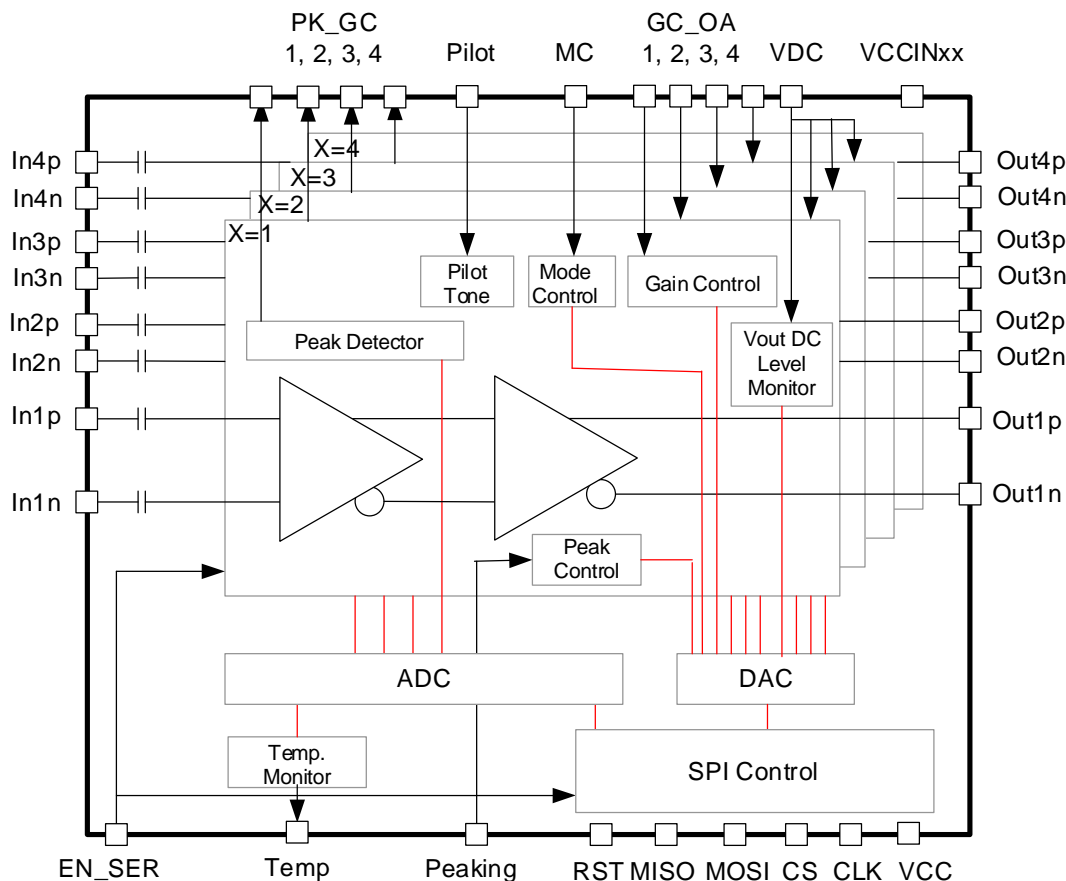 PK_GC
1, 2, 3, 4
Pilot
MC
GC_OA
1, 2, 3, 4
VDC
VCCINxx
In4p
In4n
In3p
In3n
In2p
In2n
In1p
In1n
X=4
X=3
X=2
X=1
Out4p
Out4n
Out3p
Out3n
Out2p
Out2n
Out1p
Out1n
Pilot
Tone
Mode
Control
Gain Control
Peak Detector
Vout DC
Level
Monitor
Peak
Control
ADC
DAC
Temp.
Monitor
SPI Control
EN_SER
Temp
Peaking
RST
MISO
MOSI
CS
CLK
VCC